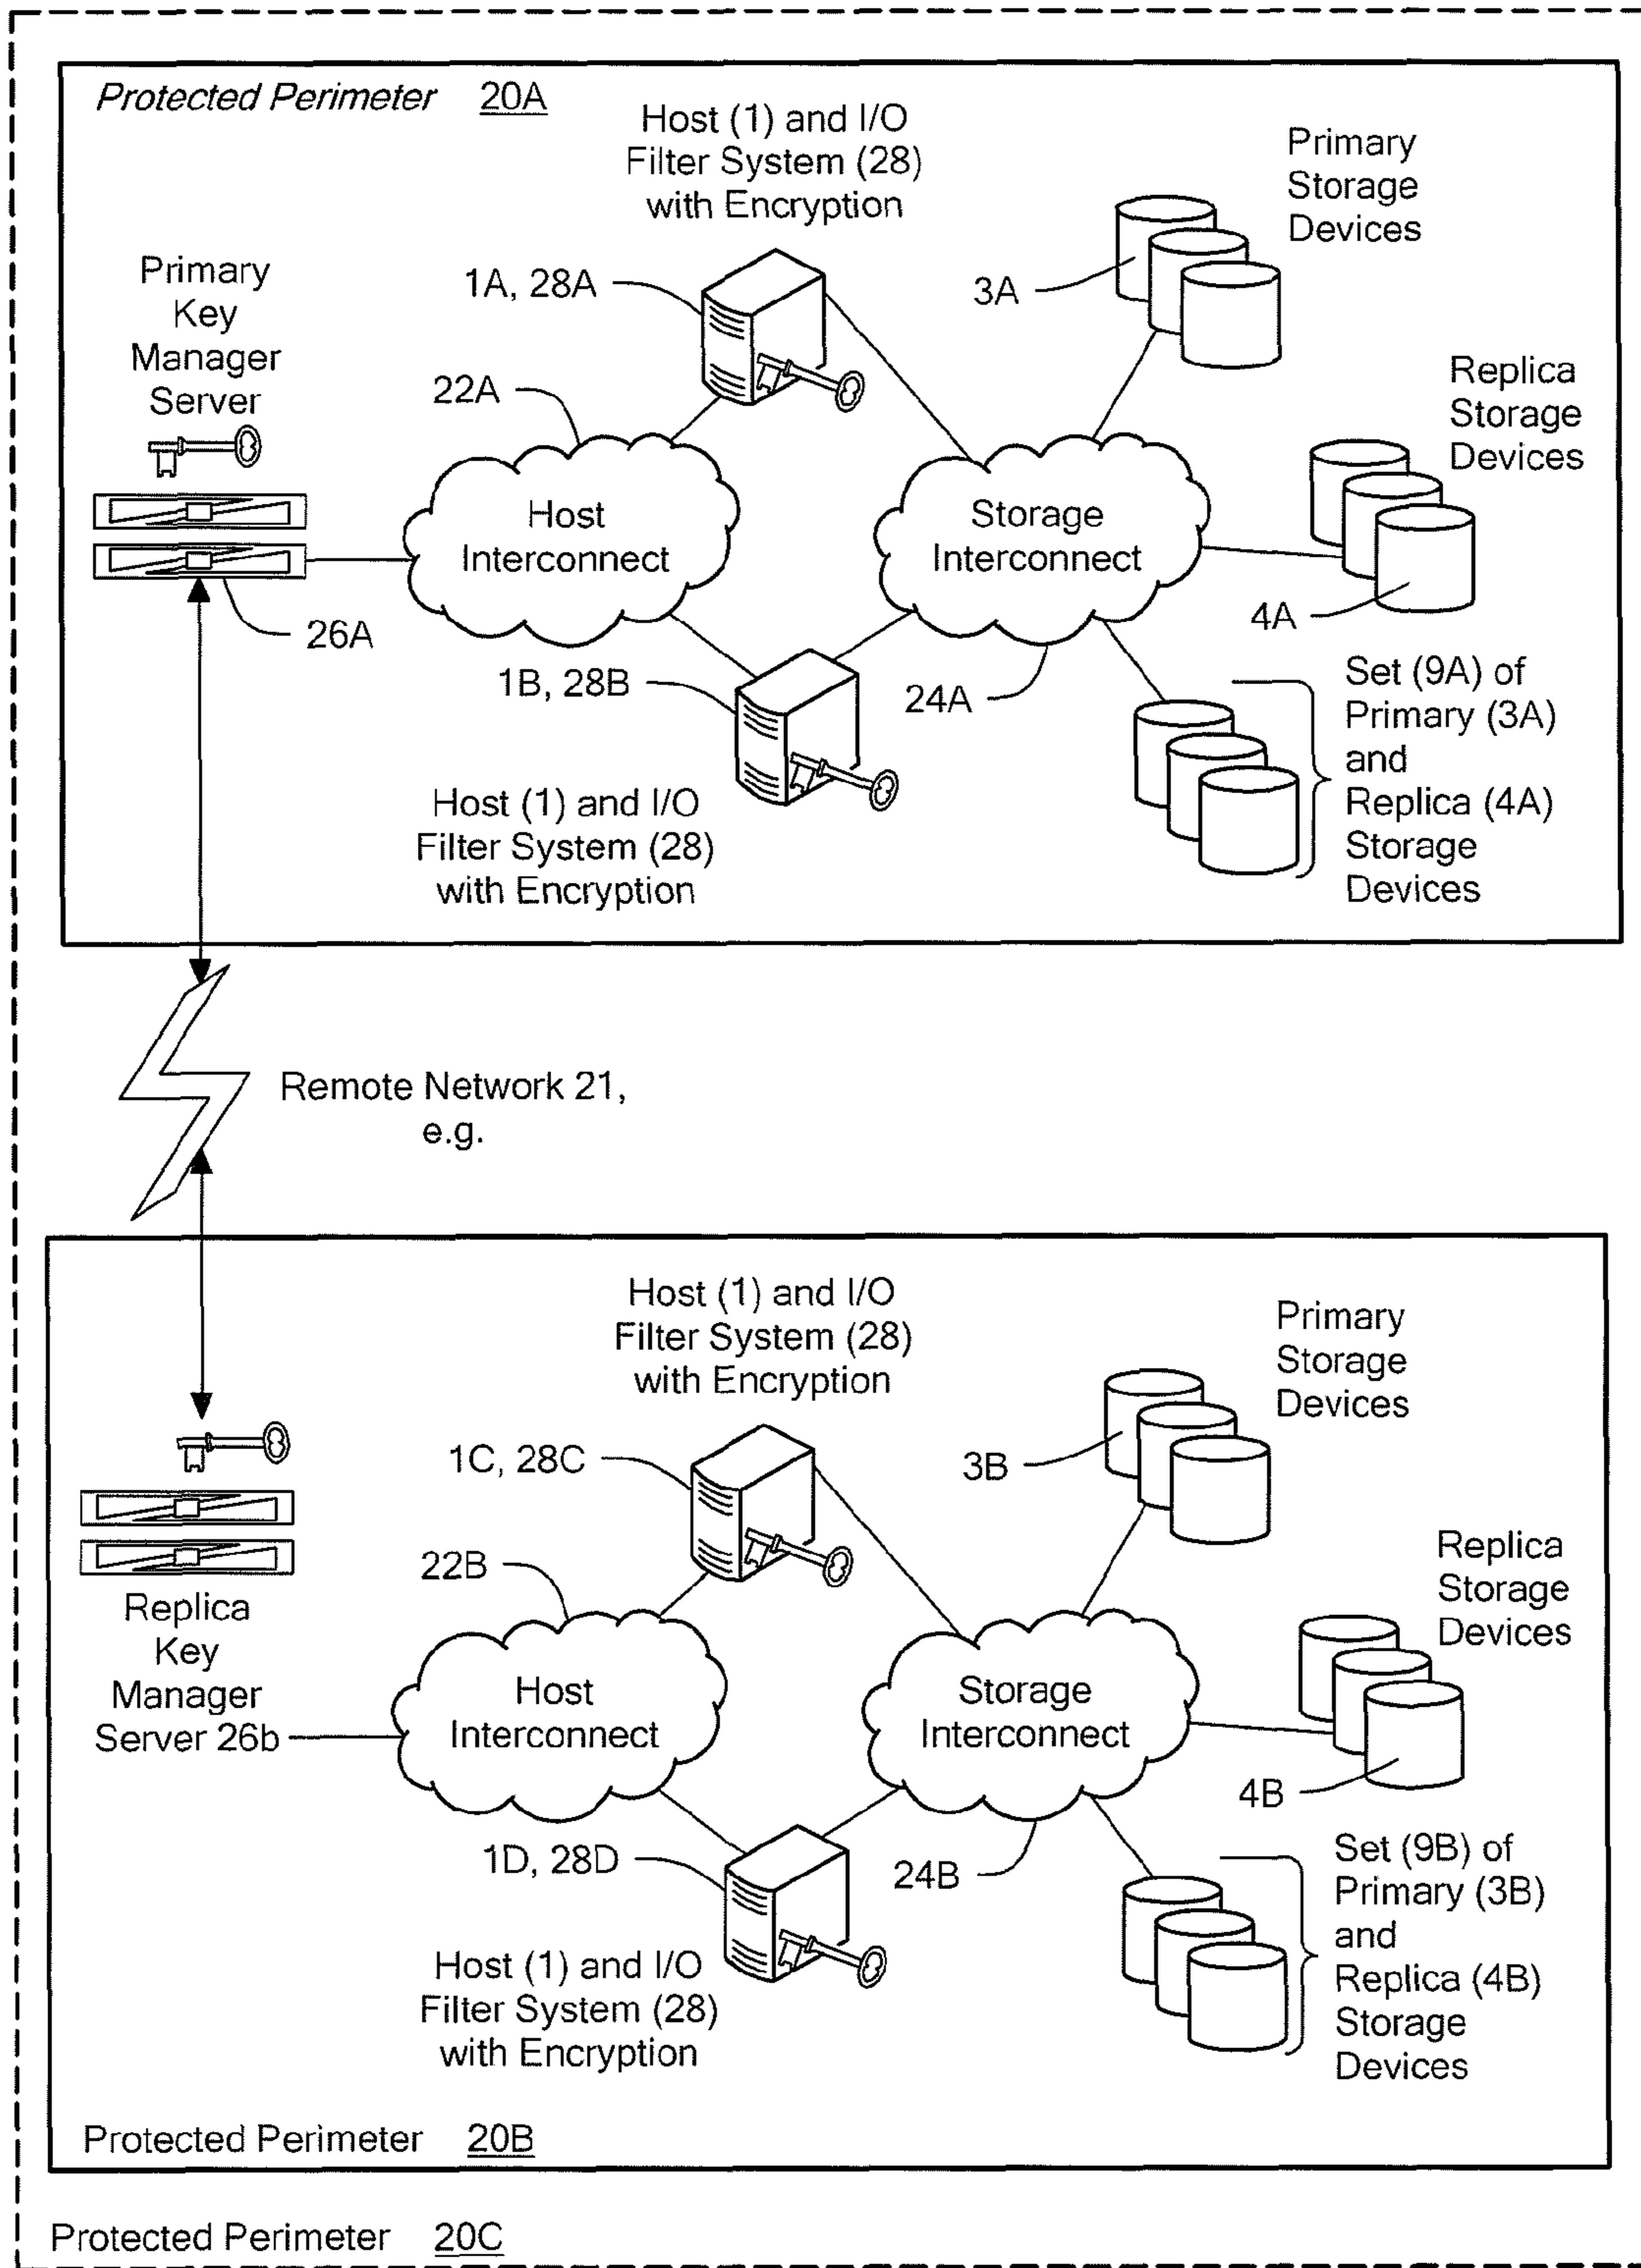 Protected Perimeter 20A
Host (1) and I/O
Filter System (28)
with Encryption
Primary
Storage
Devices
Primary
Key
Manager
Server
1A, 28A
3A
22A
Replica
Storage
Devices
Host
Interconnect
Storage
Interconnect
26A
4A
1B, 28B
24A
Set (9A) of
Primary (3A)
and
Replica (4A)
Storage
Devices
Host (1) and I/O
Filter System (28)
with Encryption
Remote Network 21,
e.g.
Host (1) and I/O
Filter System (28)
with Encryption
Primary
Storage
Devices
1C, 28C
3B
22B
Replica
Storage
Devices
Replica
Key
Manager
Server 26b
Host
Interconnect
Storage
Interconnect
4B
1D, 28D
24B
Set (9B) of
Primary (3B)
and
Replica (4B)
Storage
Devices
Host (1) and I/O
Filter System (28)
with Encryption
Protected Perimeter 20B
Protected Perimeter 20C